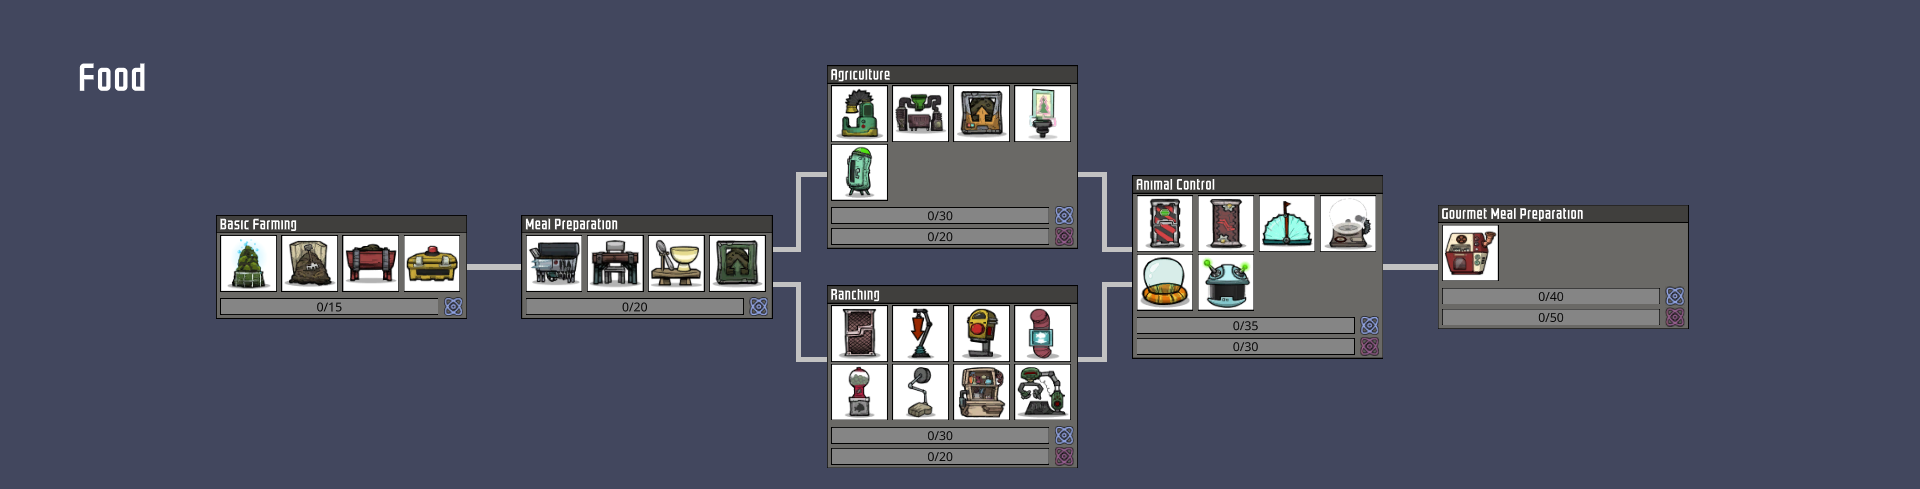 Food
Basic Farming
0/15
Meal Preparation
0/20
Agriculture
0/30
0/20
Ranching
0/30
0/20
Animal Control
0/35
0/30
Gourmet Meal Preparation
0/40
0/50